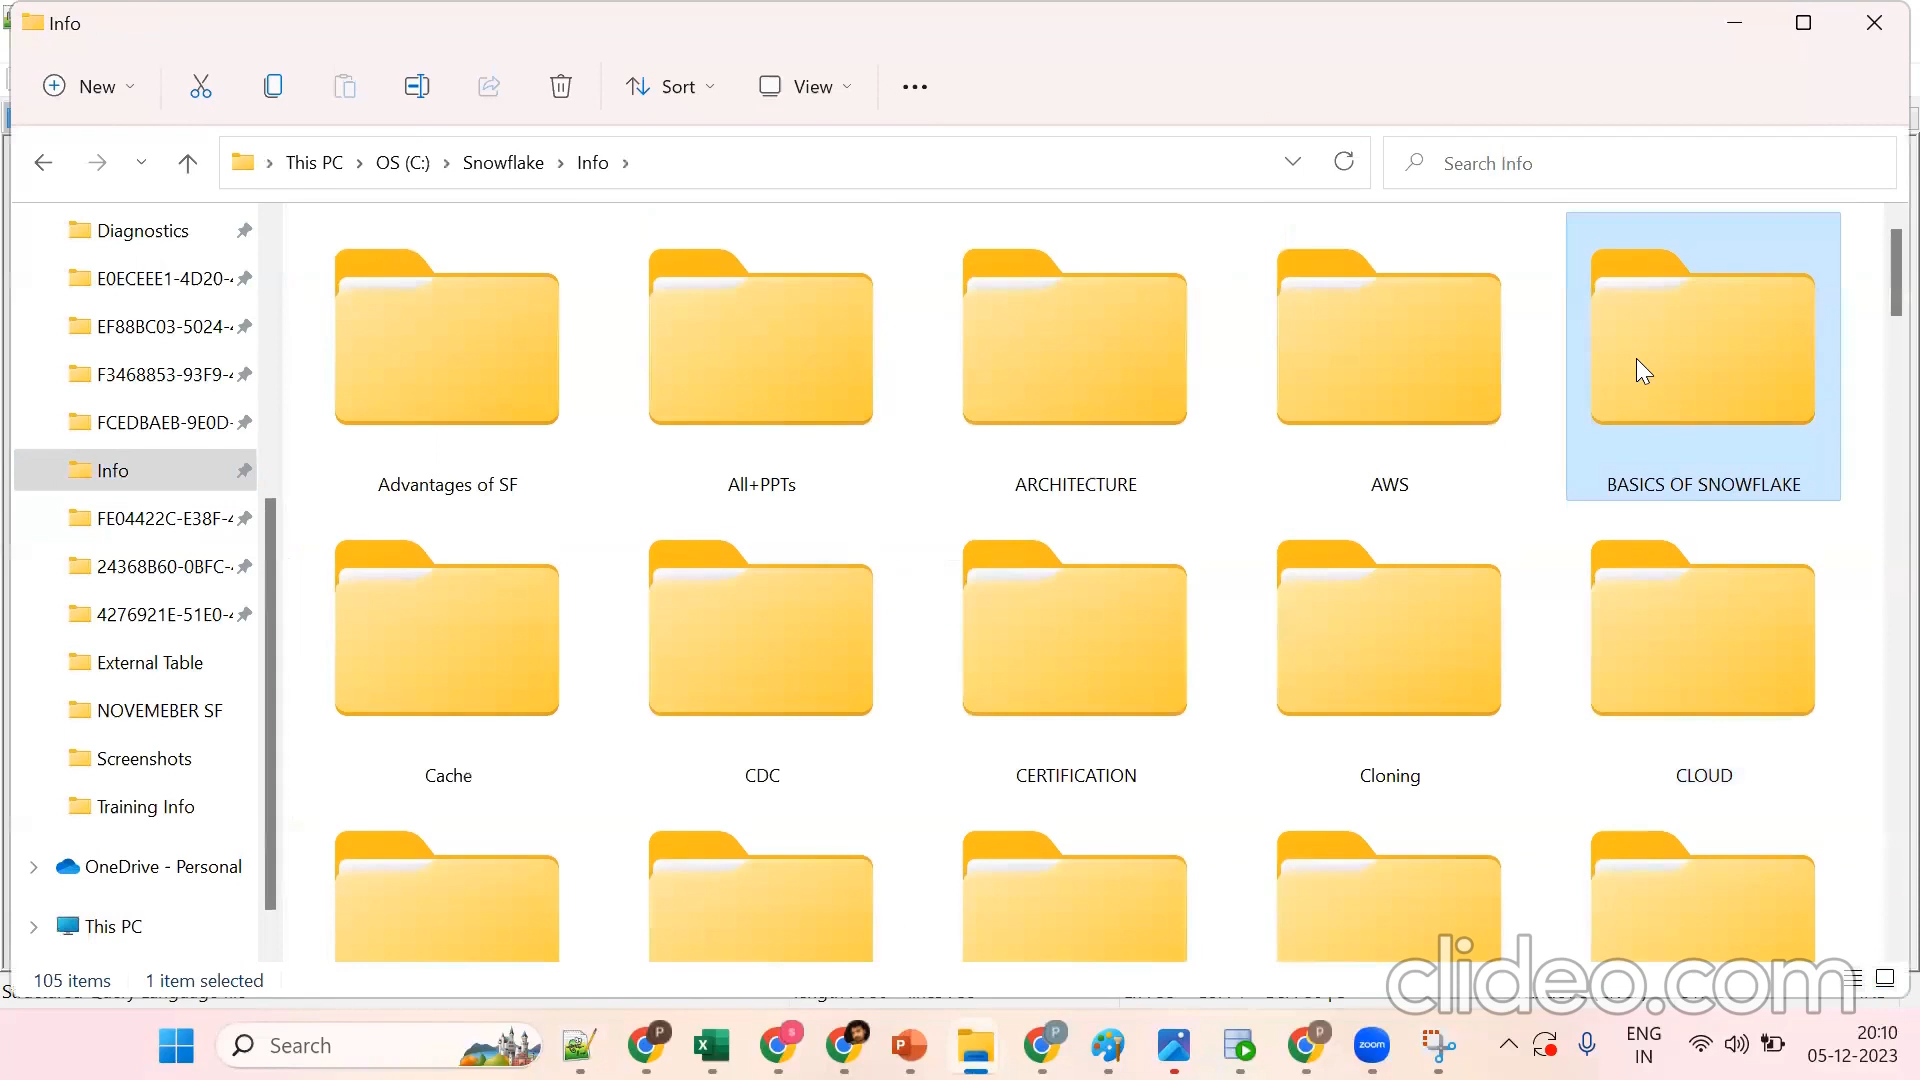 Info
New
Sort
View
This PC
OS (C:)
Snowflake
Info
Search Info
Diagnostics
E0ECEEE1-4D20-
EF88BC03-5024-
F3468853-93F9-
FCEDBAEB-9E0D-
Info
FE04422C-E38F-
24368B60-0BFC-
4276921E-51E0-
External Table
NOVEMEBER SF
Screenshots
Training Info
OneDrive - Personal
This PC
Advantages of SF
All+PPTs
ARCHITECTURE
AWS
BASICS OF SNOWFLAKE
Cache
CDC
CERTIFICATION
Cloning
CLOUD
105 items
1 item selected
clideo.com
Search
P
X
s
P
P
P
zoom
ENG
IN
20:10
05-12-2023